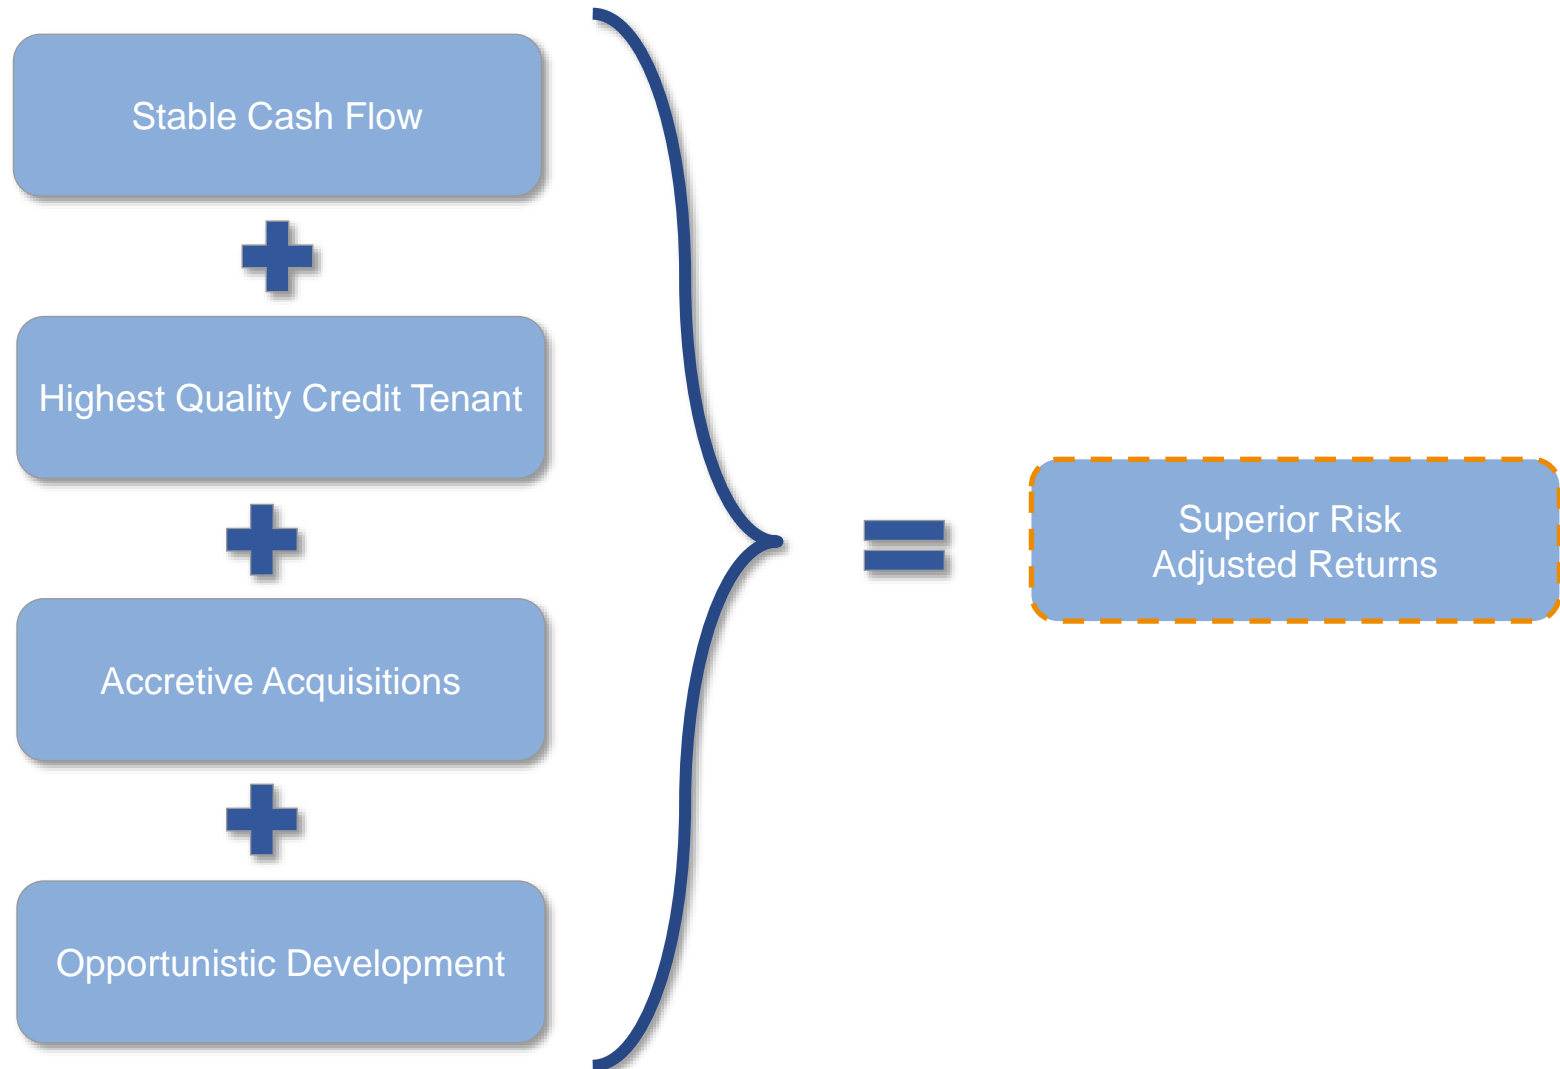 Stable Cash Flow
Highest Quality Credit Tenant
Accretive Acquisitions
Opportunistic Development
Superior Risk
Adjusted Returns